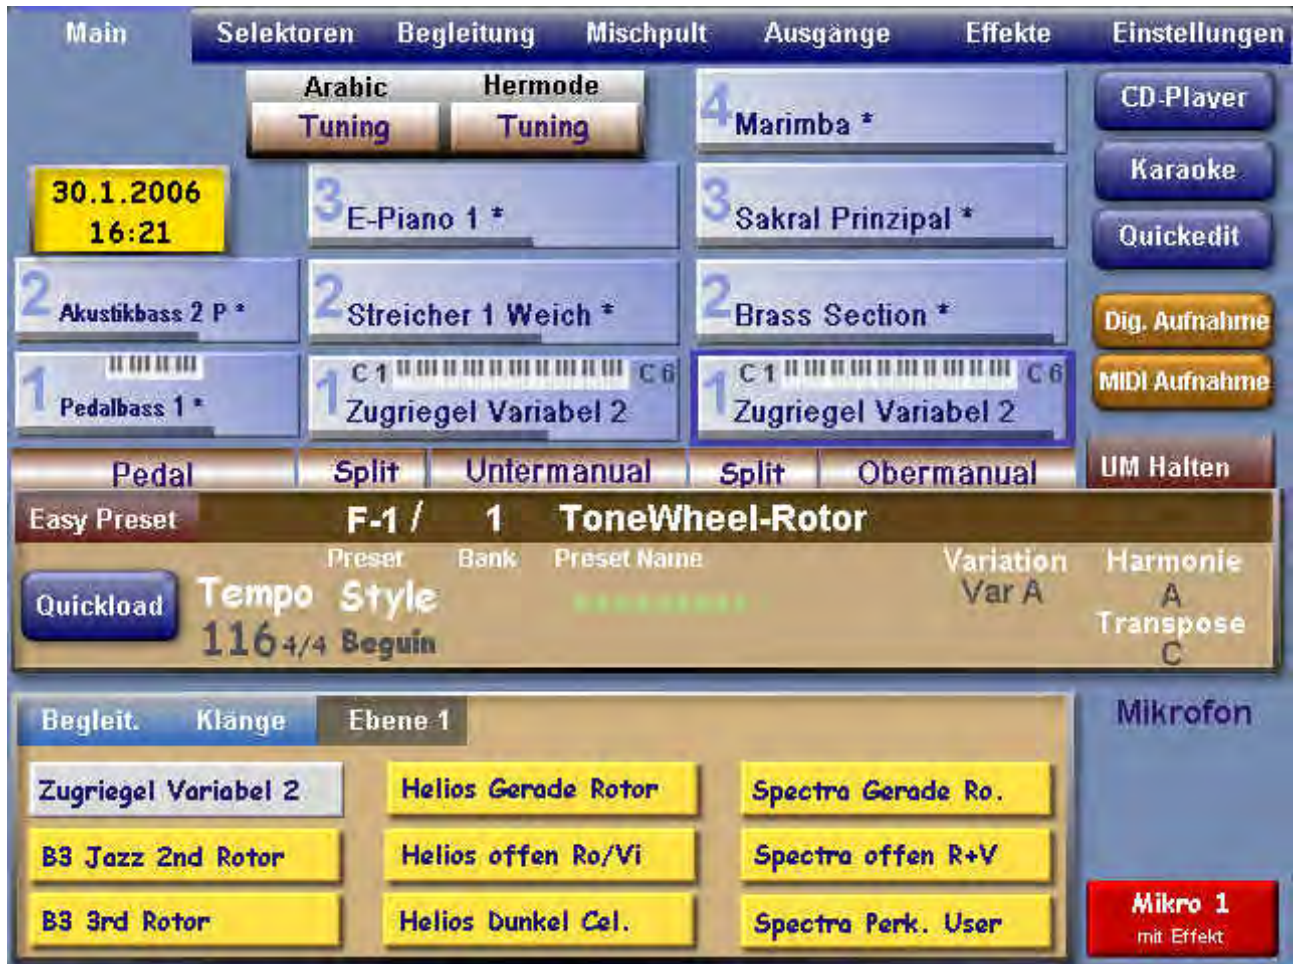 Main Selektoren Begleitung Mischpult Ausgänge Effekte Einstellungen
Arabic Hermode
Tuning Tuning
4 Marimba *
CD-Player
30.1.2006
16:21
3 E-Piano 1 *
3 Sakral Prinzipal *
Karaoke
Quickedit
2 Akustikbass 2 P *
2 Streicher 1 Weich *
2 Brass Section *
Dig. Aufnahme
1 Pedalbass 1 *
1 C 1 C 6
Zugriegel Variabel 2
1 C 1 C 6
Zugriegel Variabel 2
MIDI Aufnahme
Pedal Split Untermanual Split Obermanual
UM Halten
Easy Preset F-1 / 1 ToneWheel-Rotor
Preset Bank Preset Name Variation Harmonie
Quickload Tempo Style Var A A
Transpose
116 4/4 Beguin C
Begleit. Klänge Ebene 1
Mikrofon
Zugriegel Variabel 2 Helios Gerade Rotor Spectra Gerade Ro.
B3 Jazz 2nd Rotor Helios offen Ro/Vi Spectra offen R+V
B3 3rd Rotor Helios Dunkel Cel. Spectra Perk. User
Mikro 1
mit Effekt